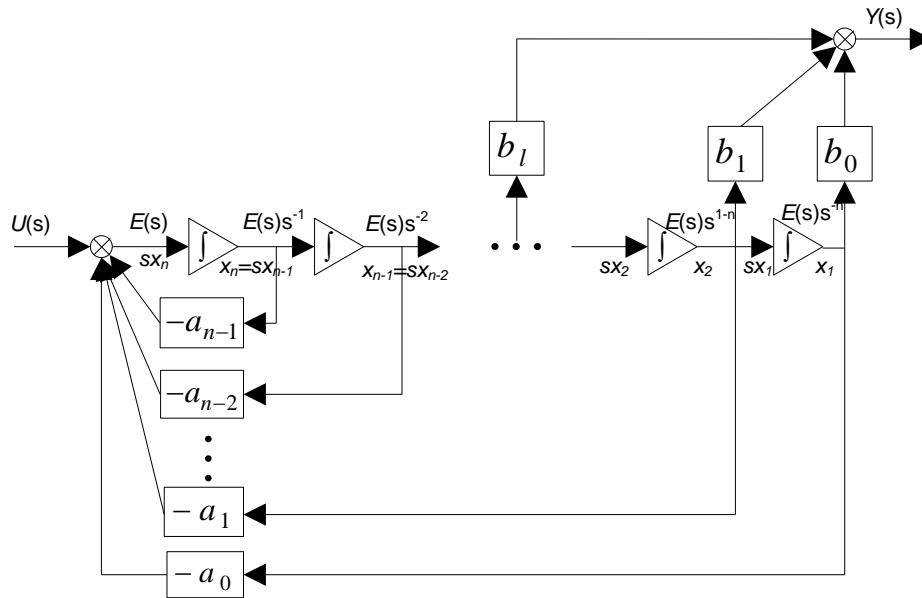 Y(s)
b_l
b_1
b_0
U(s)
E(s)
∫
E(s)s^{-1}
∫
E(s)s^{-2}
• • •
∫
E(s)s^{1-n}
∫
E(s)s^{-n}
sx_n
x_n=sx_{n-1}
x_{n-1}=sx_{n-2}
sx_2
x_2
sx_1
x_1
−a_{n−1}
−a_{n−2}
−a_1
−a_0